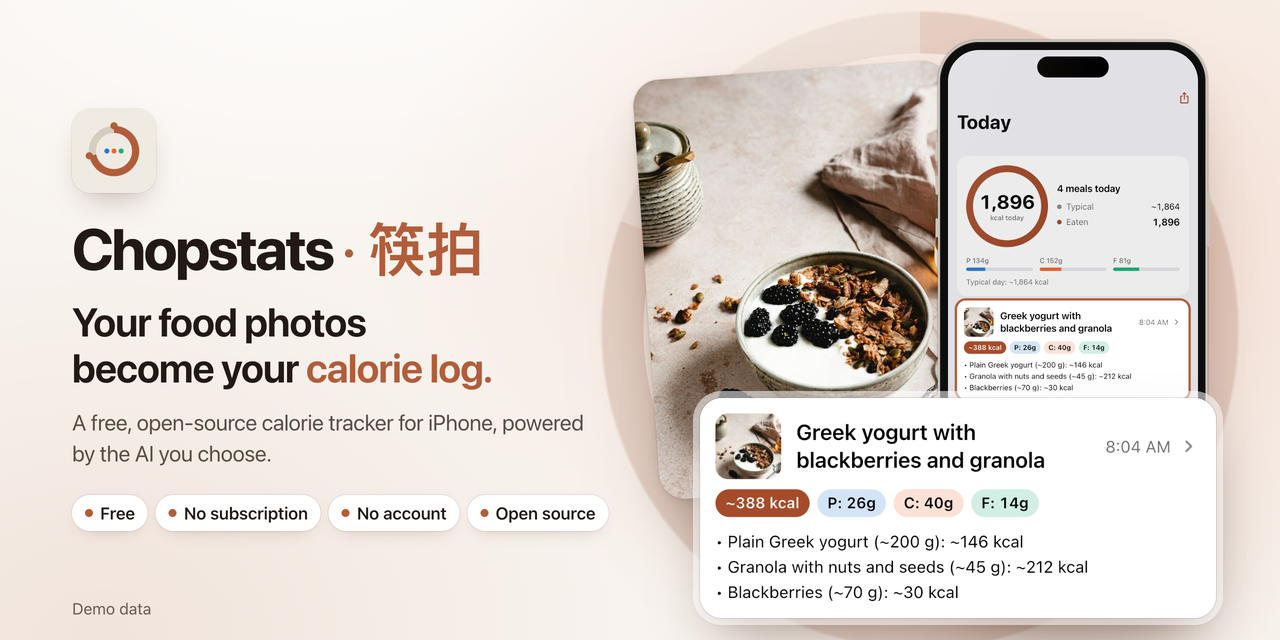 Chopstats · 筷拍
Your food photos
become your calorie log.
A free, open-source calorie tracker for iPhone, powered
by the AI you choose.
Free
No subscription
No account
Open source
Demo data
Today
1,896
kcal today
4 meals today
Typical ~1,864
Eaten 1,896
P 134g C 152g F 81g
Typical day: ~1,864 kcal
Greek yogurt with
blackberries and granola
8:04 AM
~388 kcal P: 26g C: 40g F: 14g
• Plain Greek yogurt (~200 g): ~146 kcal
• Granola with nuts and seeds (~45 g): ~212 kcal
• Blackberries (~70 g): ~30 kcal
Greek yogurt with
blackberries and granola
8:04 AM
~388 kcal P: 26g C: 40g F: 14g
• Plain Greek yogurt (~200 g): ~146 kcal
• Granola with nuts and seeds (~45 g): ~212 kcal
• Blackberries (~70 g): ~30 kcal